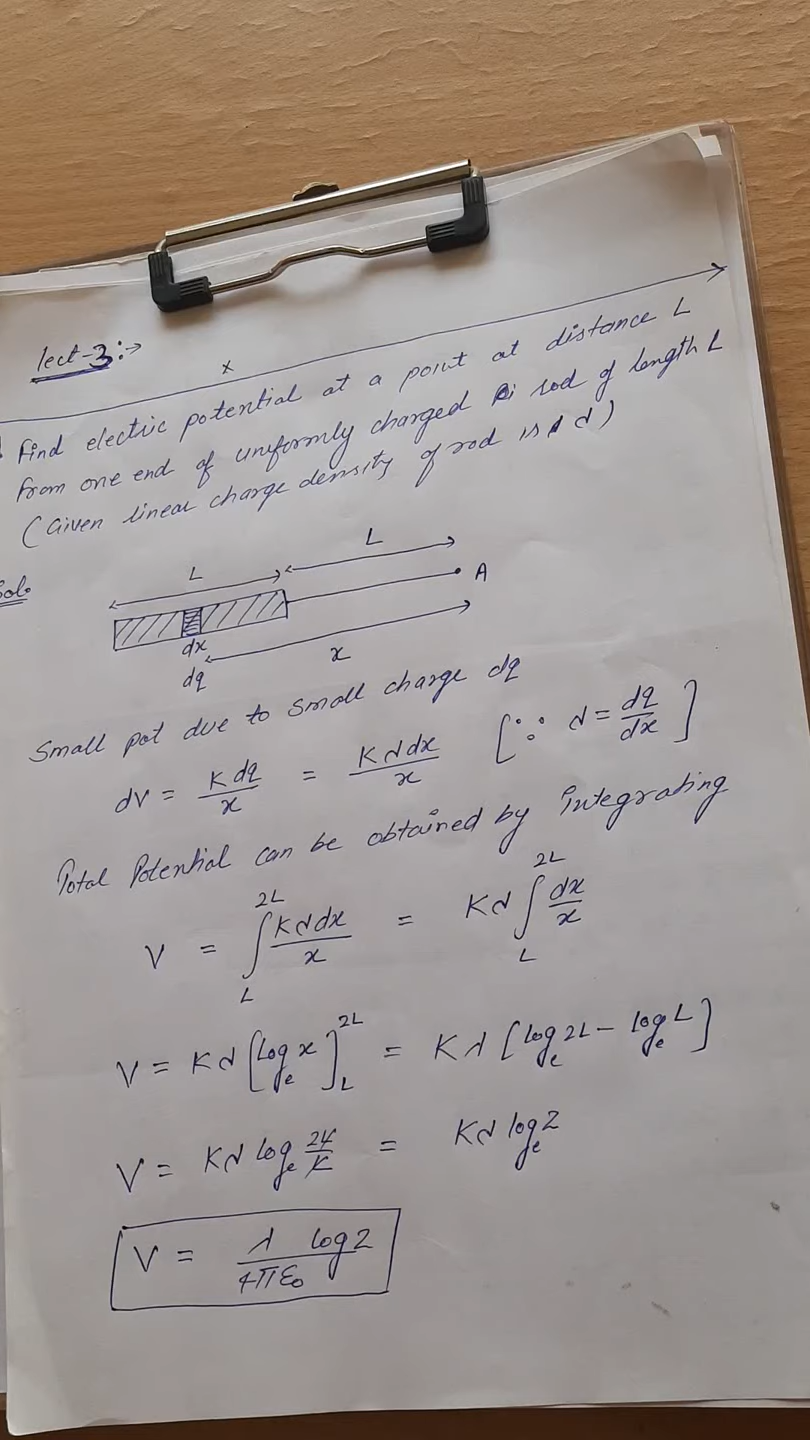 Lect-3:→
x
Find electric potential at a point at distance L
from one end of uniformly charged rod of length L
(Given linear charge density of rod is λ)
Sol.
L
L
A
dx
x
dq
Small pot due to small charge dq
dV = K dq / x = K λ dx / x [∵ λ = dq/dx]
Total Potential can be obtained by integrating
V = ∫_L^2L K λ dx / x = K λ ∫_L^2L dx / x
V = K λ [log_e x]_L^2L = K λ [log_e 2L - log_e L]
V = K λ log_e 2L/L = K λ log_e 2
V = λ / 4πε₀ log 2